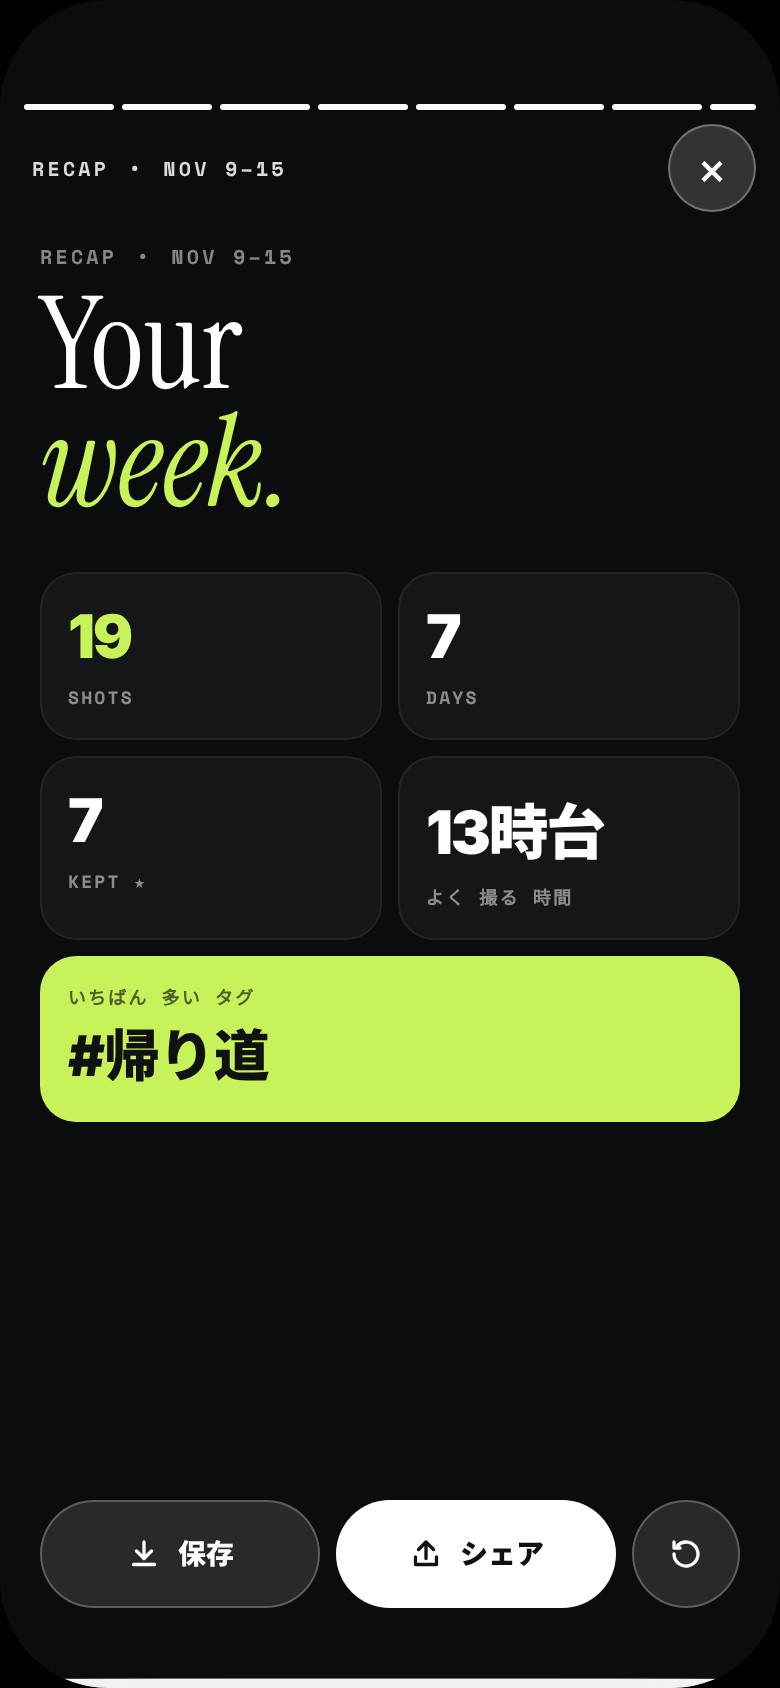 RECAP • NOV 9–15
×
RECAP • NOV 9–15
Your
week.
19
SHOTS
7
DAYS
7
KEPT ★
13時台
よく 撮る 時間
いちばん 多い タグ
#帰り道
保存
シェア